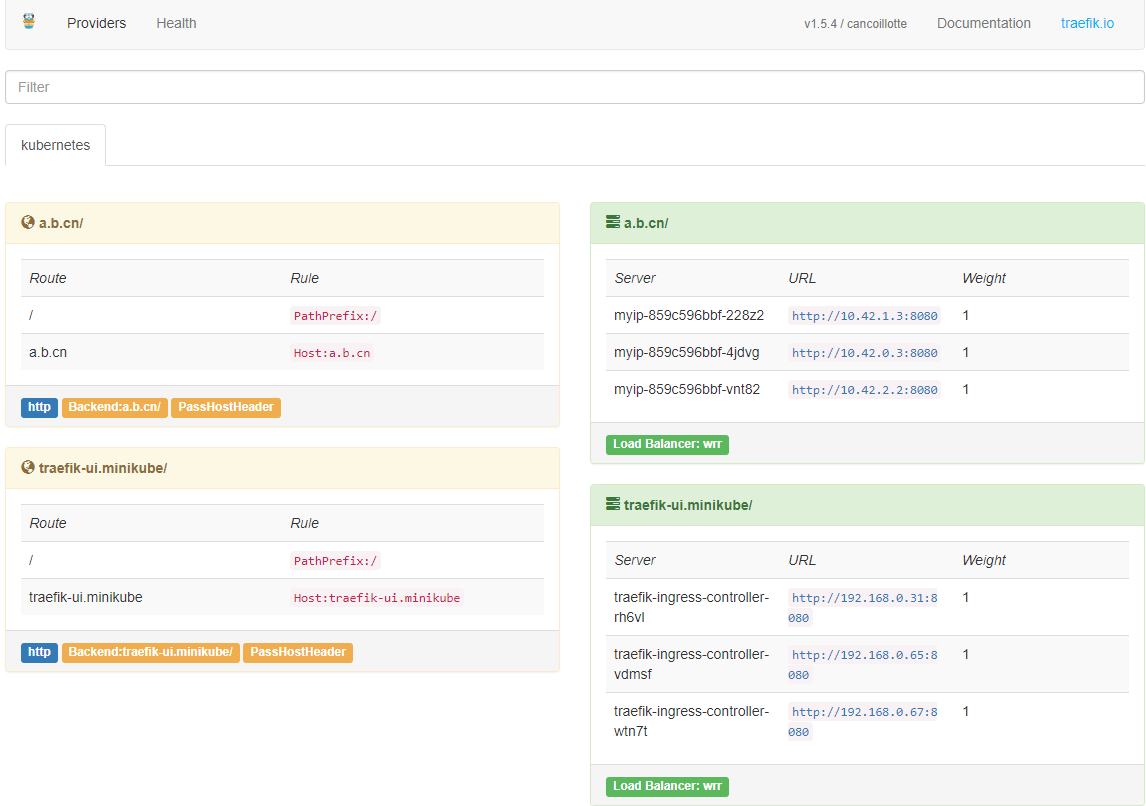 Providers Health v1.5.4 / cancoillotte Documentation traefik.io
Filter
kubernetes
a.b.cn/
Route Rule
/ PathPrefix:/
a.b.cn Host:a.b.cn
http Backend:a.b.cn/ PassHostHeader
traefik-ui.minikube/
Route Rule
/ PathPrefix:/
traefik-ui.minikube Host:traefik-ui.minikube
http Backend:traefik-ui.minikube/ PassHostHeader
a.b.cn/
Server URL Weight
myip-859c596bbf-228z2 http://10.42.1.3:8080 1
myip-859c596bbf-4jdvg http://10.42.0.3:8080 1
myip-859c596bbf-vnt82 http://10.42.2.2:8080 1
Load Balancer: wrr
traefik-ui.minikube/
Server URL Weight
traefik-ingress-controller- http://192.168.0.31:8 1
rh6vl 080
traefik-ingress-controller- http://192.168.0.65:8 1
vdmsf 080
traefik-ingress-controller- http://192.168.0.67:8 1
wtn7t 080
Load Balancer: wrr